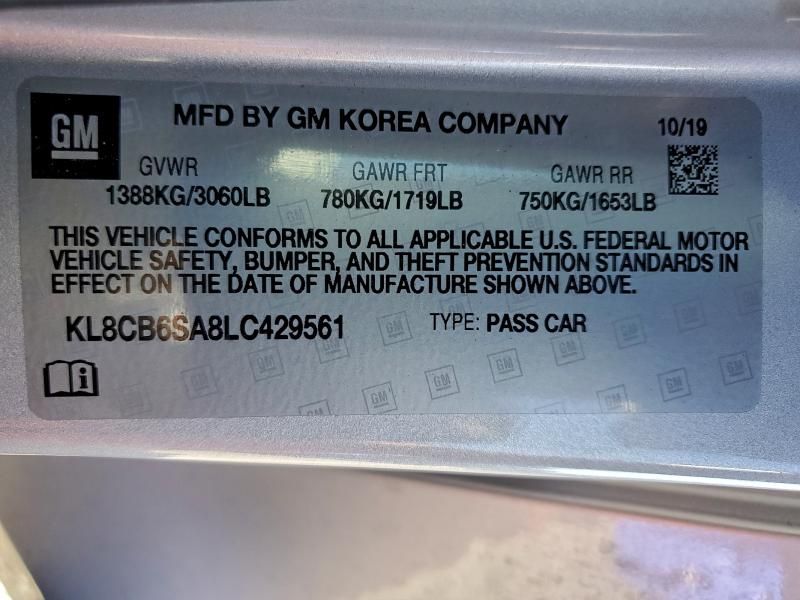 GM
MFD BY GM KOREA COMPANY
10/19
GVWR GAWR FRT GAWR RR
1388KG/3060LB 780KG/1719LB 750KG/1653LB
THIS VEHICLE CONFORMS TO ALL APPLICABLE U.S. FEDERAL MOTOR
VEHICLE SAFETY, BUMPER, AND THEFT PREVENTION STANDARDS IN
EFFECT ON THE DATE OF MANUFACTURE SHOWN ABOVE.
KL8CB6SA8LC429561 TYPE: PASS CAR